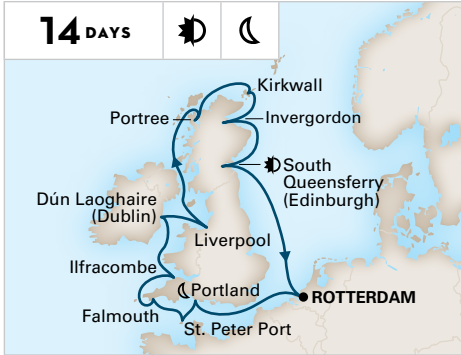 14 DAYS
Kirkwall
Portree
Invergordon
South
Queensferry
(Edinburgh)
Dún Laoghaire
(Dublin)
Liverpool
Ilfracombe
Portland
ROTTERDAM
Falmouth
St. Peter Port